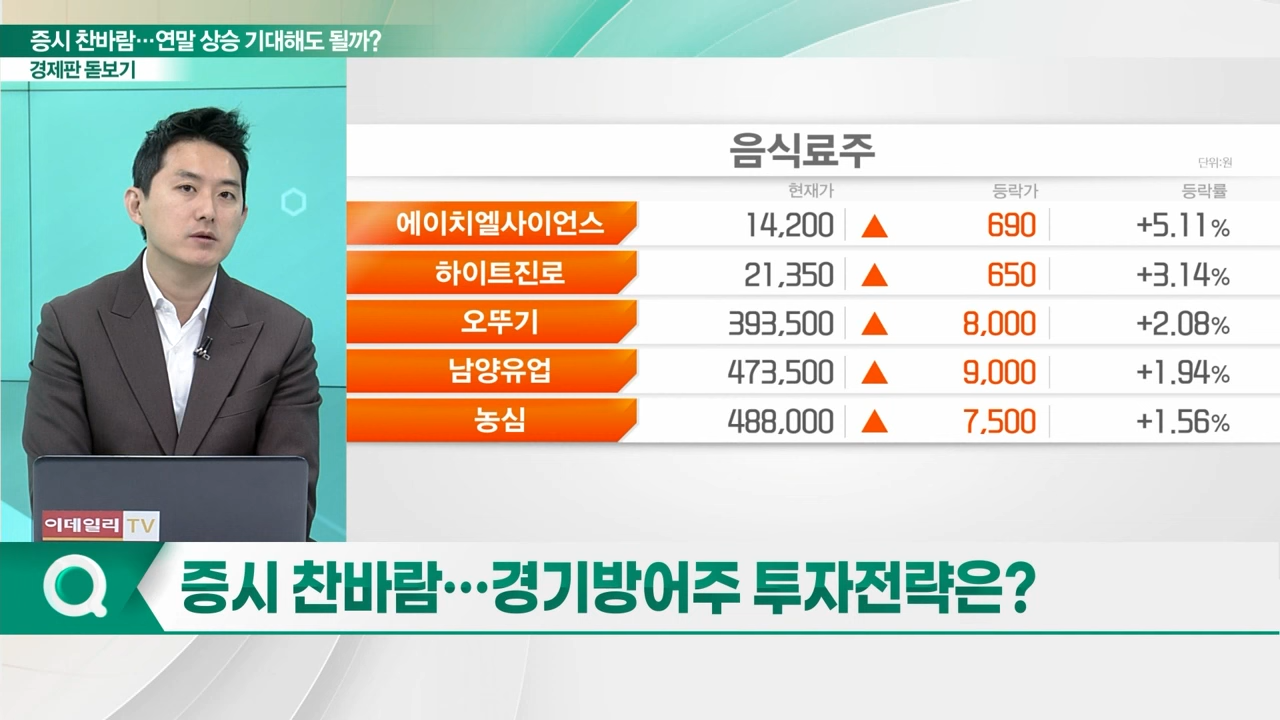 증시 찬바람…연말 상승 기대해도 될까?
경제판 돋보기
음식료주
단위:원
현재가 등락가 등락률
에이치엘사이언스 14,200 ▲ 690 +5.11%
하이트진로 21,350 ▲ 650 +3.14%
오뚜기 393,500 ▲ 8,000 +2.08%
남양유업 473,500 ▲ 9,000 +1.94%
농심 488,000 ▲ 7,500 +1.56%
이데일리 TV
Q 증시 찬바람…경기방어주 투자전략은?